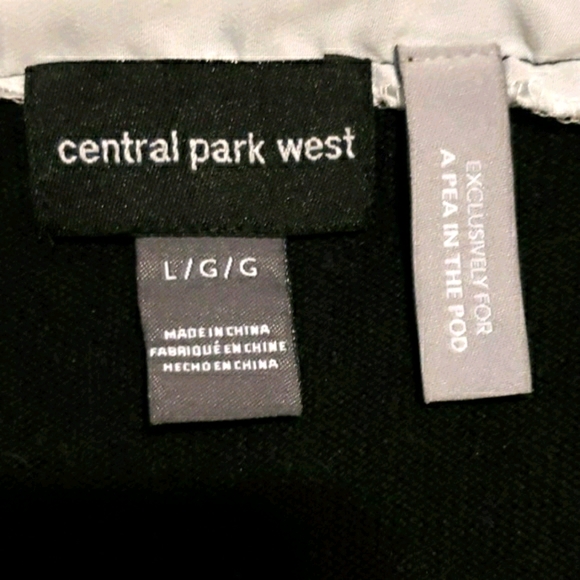 central park west
L/G/G
MADE IN CHINA
FABRIQUÉ EN CHINE
HECHO EN CHINA
EXCLUSIVELY FOR
A PEA IN THE POD